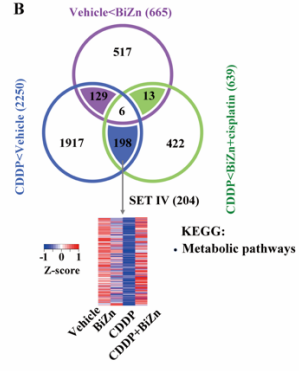 B
Vehicle<BiZn (665)
517
129
13
6
CDDP<Vehicle (2250)
CDDP<BiZn+cisplatin (639)
1917
198
422
SET IV (204)
KEGG:
• Metabolic pathways
-1 0 1
Z-score
Vehicle
BiZn
CDDP
CDDP+BiZn